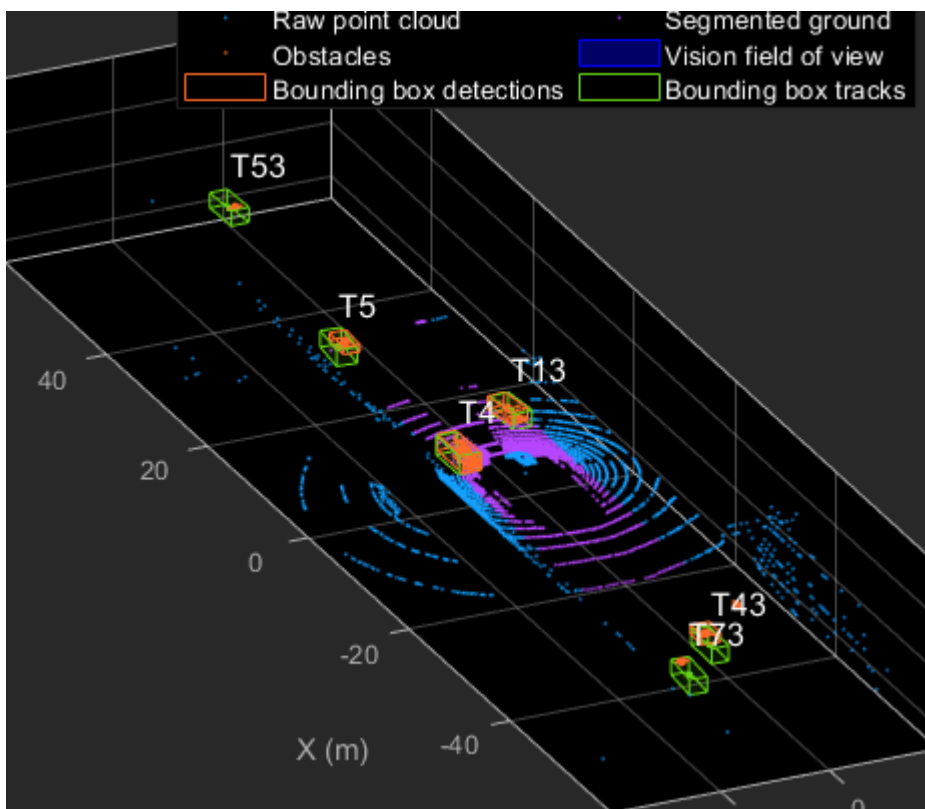 Raw point cloud
Segmented ground
Obstacles
Vision field of view
Bounding box detections
Bounding box tracks
T53
T5
T13
T4
40
20
0
T43
T73
-20
-40
X (m)
0